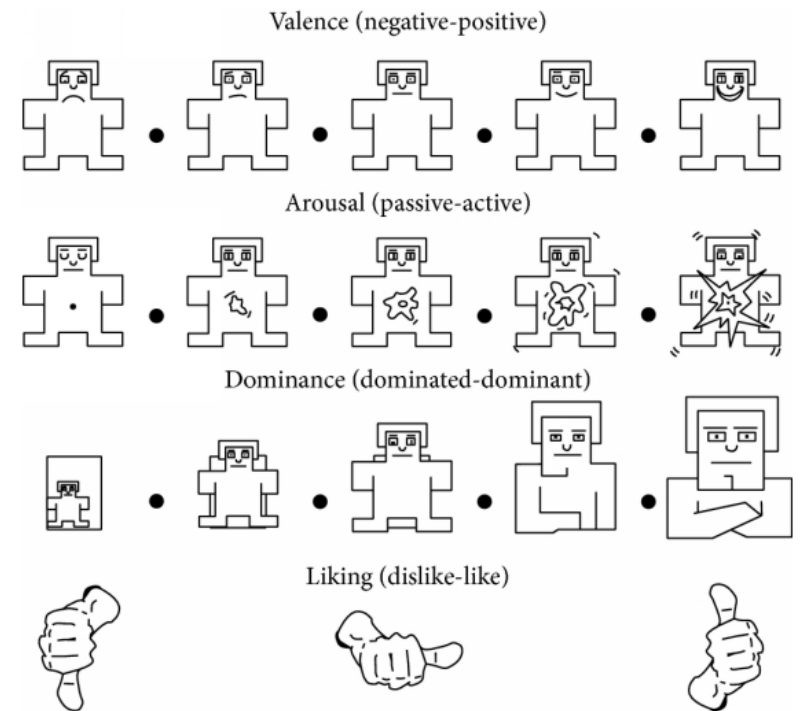 Valence (negative-positive)
Arousal (passive-active)
Dominance (dominated-dominant)
Liking (dislike-like)